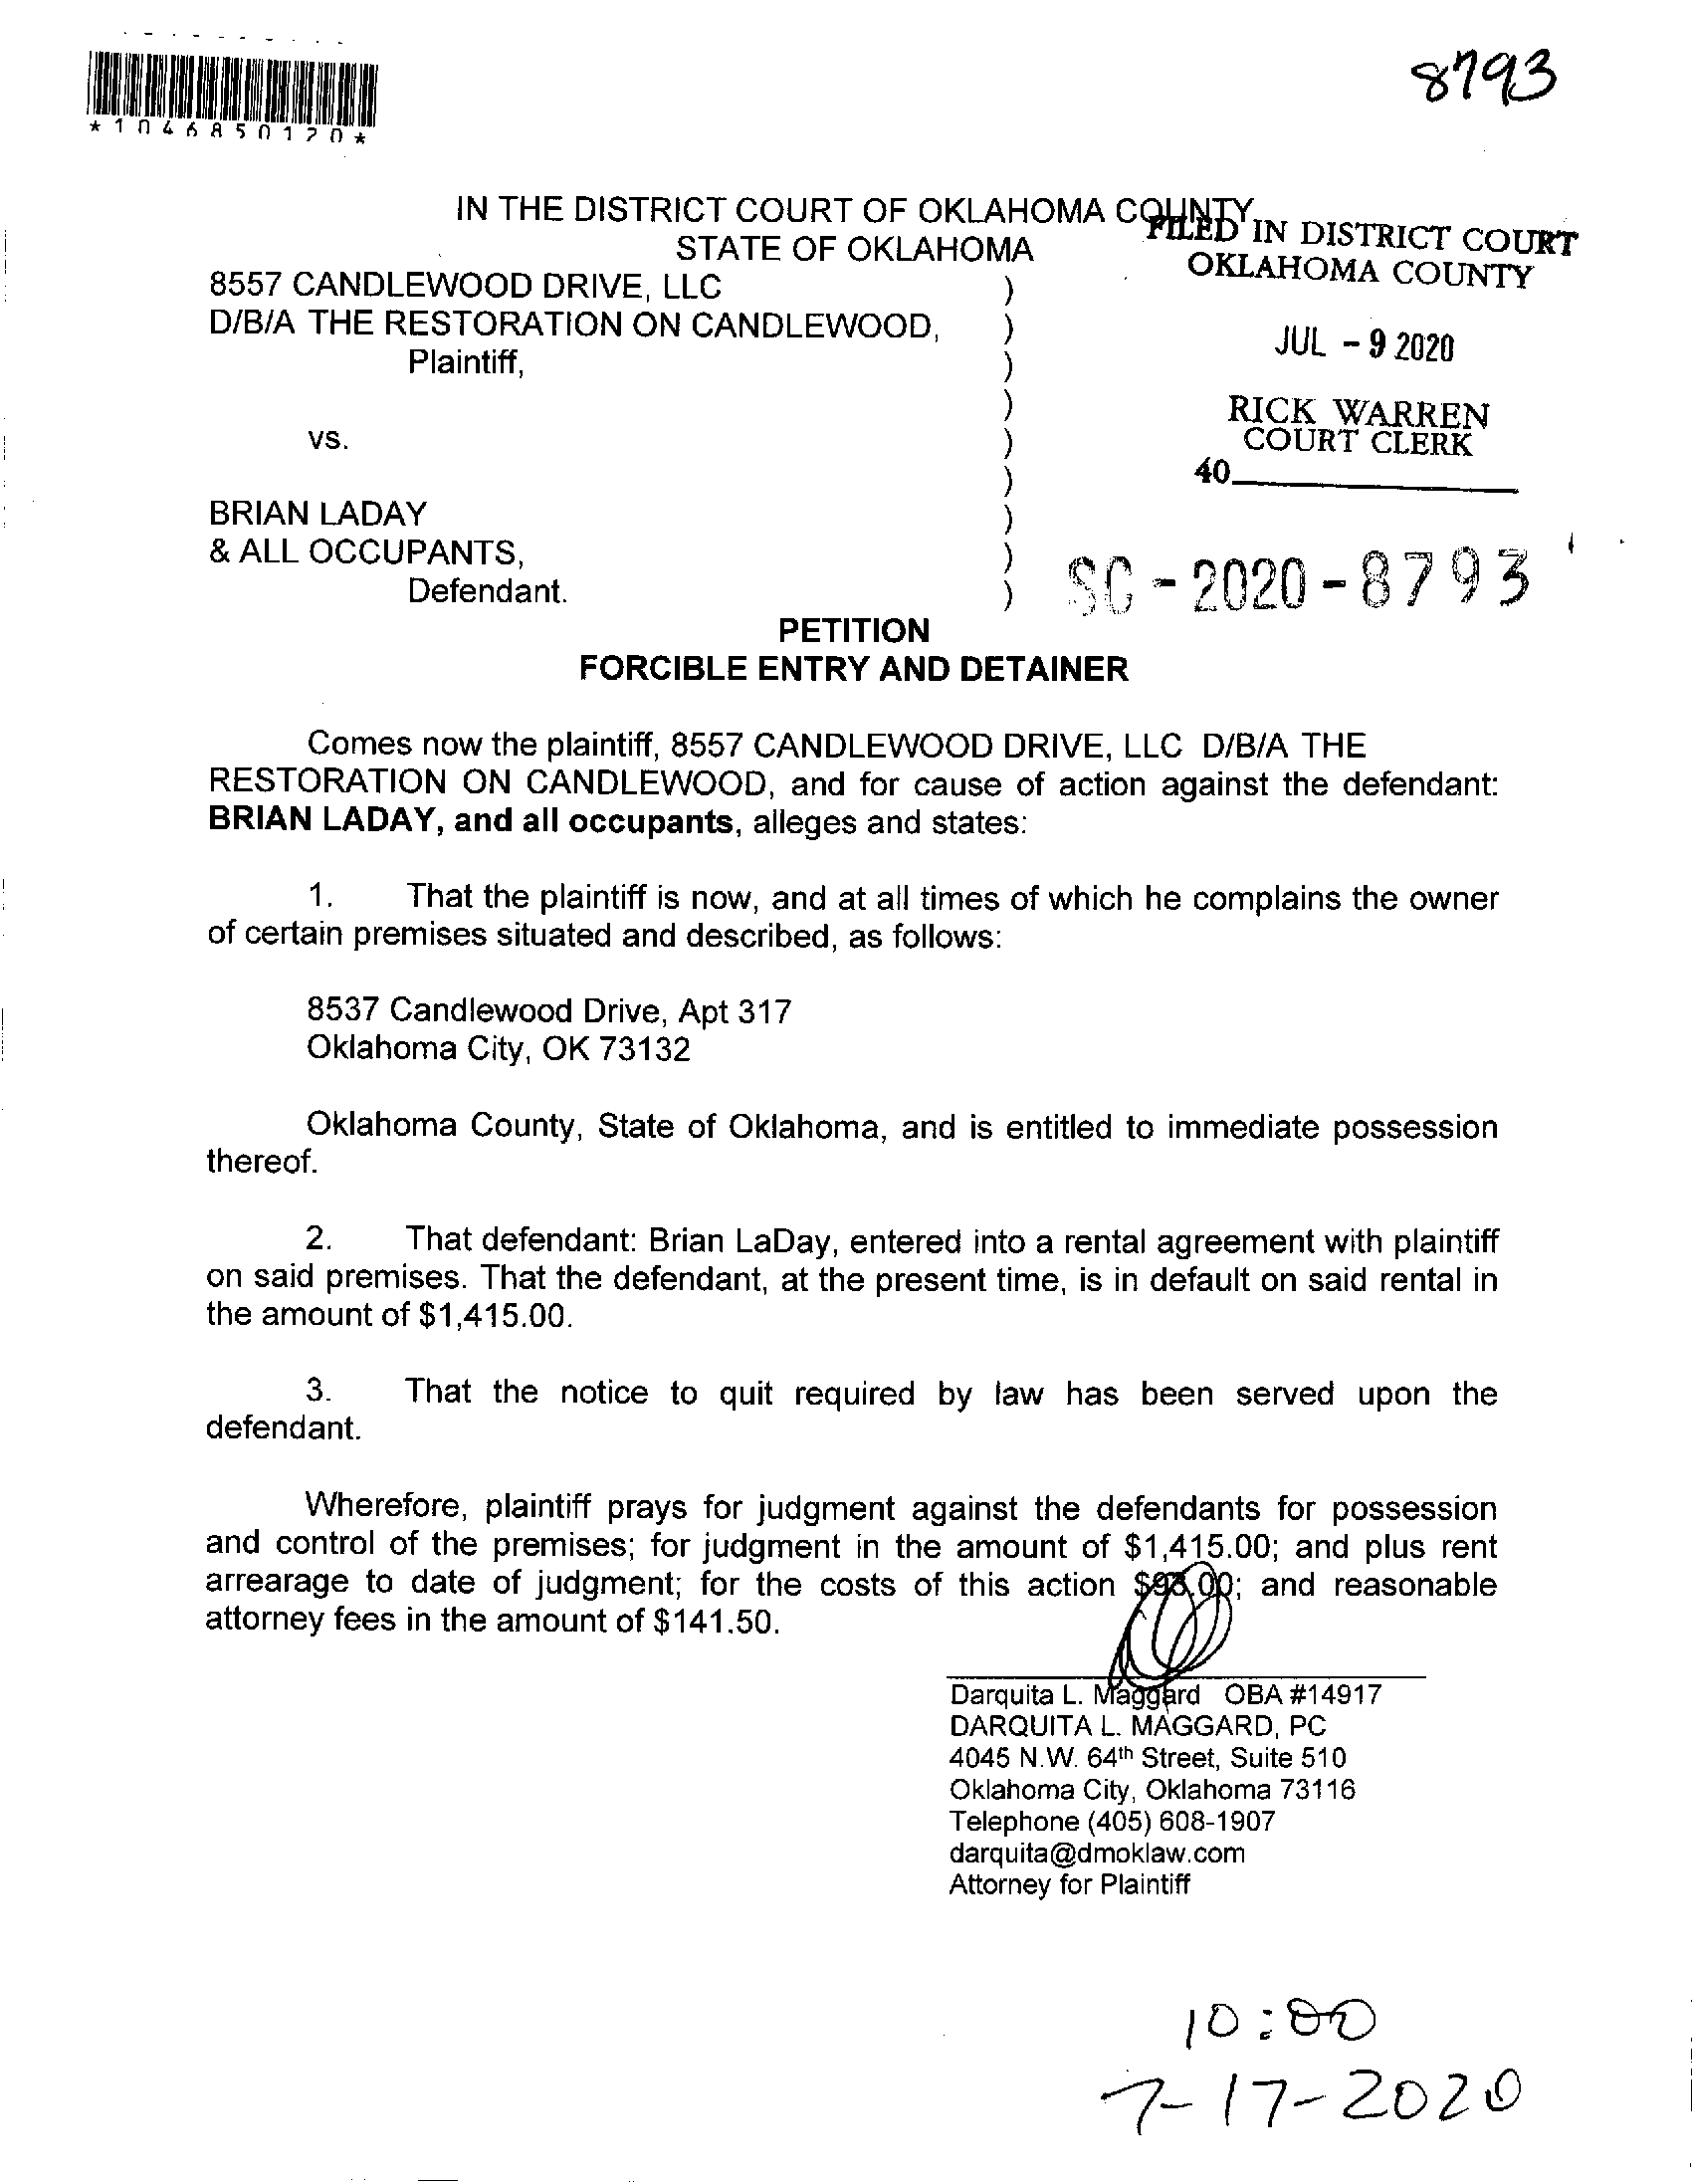 8793
*1046850120*
IN THE DISTRICT COURT OF OKLAHOMA COUNTY
STATE OF OKLAHOMA
FILED IN DISTRICT COURT
OKLAHOMA COUNTY
JUL - 9 2020
RICK WARREN
COURT CLERK
40
8557 CANDLEWOOD DRIVE, LLC )
D/B/A THE RESTORATION ON CANDLEWOOD, )
Plaintiff, )
)
vs. )
)
BRIAN LADAY )
& ALL OCCUPANTS, )
Defendant. )
SC - 2020 - 8793
PETITION
FORCIBLE ENTRY AND DETAINER
Comes now the plaintiff, 8557 CANDLEWOOD DRIVE, LLC D/B/A THE
RESTORATION ON CANDLEWOOD, and for cause of action against the defendant:
BRIAN LADAY, and all occupants, alleges and states:
1. That the plaintiff is now, and at all times of which he complains the owner
of certain premises situated and described, as follows:
8537 Candlewood Drive, Apt 317
Oklahoma City, OK 73132
Oklahoma County, State of Oklahoma, and is entitled to immediate possession
thereof.
2. That defendant: Brian LaDay, entered into a rental agreement with plaintiff
on said premises. That the defendant, at the present time, is in default on said rental in
the amount of $1,415.00.
3. That the notice to quit required by law has been served upon the
defendant.
Wherefore, plaintiff prays for judgment against the defendants for possession
and control of the premises; for judgment in the amount of $1,415.00; and plus rent
arrearage to date of judgment; for the costs of this action $93.00; and reasonable
attorney fees in the amount of $141.50.
Darquita L. Maggard OBA #14917
DARQUITA L. MAGGARD, PC
4045 N.W. 64th Street, Suite 510
Oklahoma City, Oklahoma 73116
Telephone (405) 608-1907
darquita@dmoklaw.com
Attorney for Plaintiff
10:00
7-17-2020